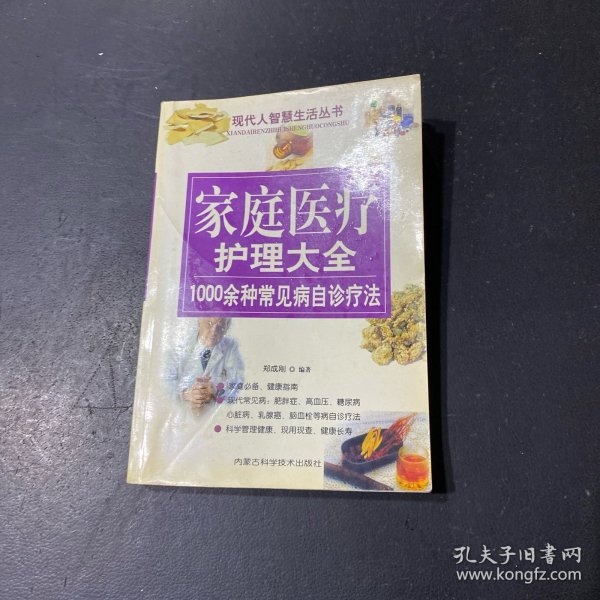 现代人智慧生活丛书
XIANDAIRENZHIHUISHENGHUOCONGSHU
家庭医疗
护理大全
1000余种常见病自诊疗法
郑成刚 编著
家庭必备、健康指南
现代常见病：肥胖症、高血压、糖尿病
心脏病、乳腺癌、脑血栓等病自诊疗法
科学管理健康、现用现查、健康长寿
内蒙古科学技术出版社
孔夫子旧书网
www.kongfz.com